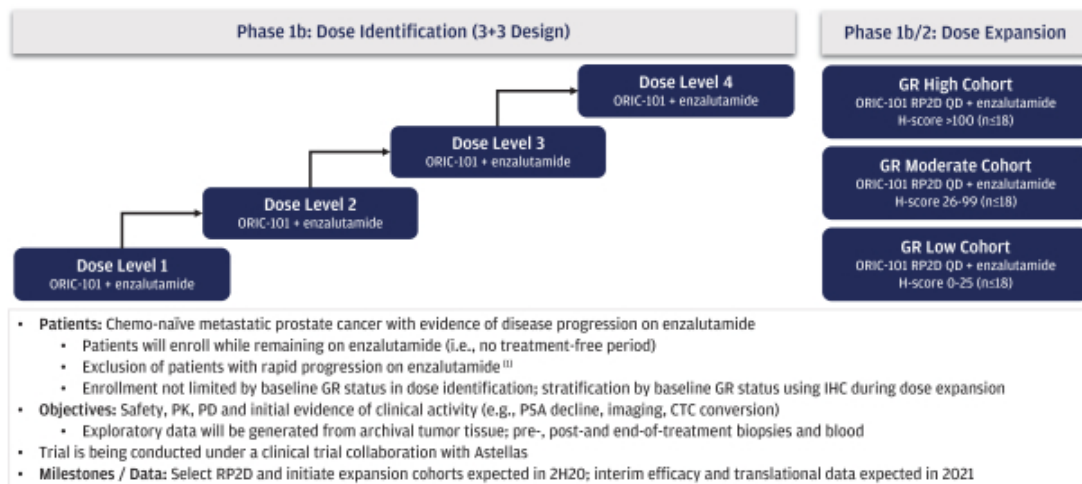 Phase 1b: Dose Identification (3+3 Design)
Phase 1b/2: Dose Expansion
Dose Level 4
ORIC-101 + enzalutamide
Dose Level 3
ORIC-101 + enzalutamide
Dose Level 2
ORIC-101 + enzalutamide
Dose Level 1
ORIC-101 + enzalutamide
GR High Cohort
ORIC-101 RP2D QD + enzalutamide
H-score >100 (n≤18)
GR Moderate Cohort
ORIC-101 RP2D QD + enzalutamide
H-score 26-99 (n≤18)
GR Low Cohort
ORIC-101 RP2D QD + enzalutamide
H-score 0-25 (n≤18)
• Patients: Chemo-naïve metastatic prostate cancer with evidence of disease progression on enzalutamide
• Patients will enroll while remaining on enzalutamide (i.e., no treatment-free period)
• Exclusion of patients with rapid progression on enzalutamide (1)
• Enrollment not limited by baseline GR status in dose identification; stratification by baseline GR status using IHC during dose expansion
• Objectives: Safety, PK, PD and initial evidence of clinical activity (e.g., PSA decline, imaging, CTC conversion)
• Exploratory data will be generated from archival tumor tissue; pre-, post-and end-of-treatment biopsies and blood
• Trial is being conducted under a clinical trial collaboration with Astellas
• Milestones / Data: Select RP2D and initiate expansion cohorts expected in 2H20; interim efficacy and translational data expected in 2021